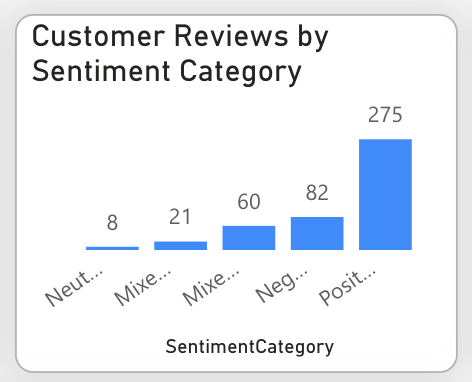 Customer Reviews by
Sentiment Category
275
82
60
21
8
Neut...
Mixe...
Mixe...
Neg...
Posit...
SentimentCategory